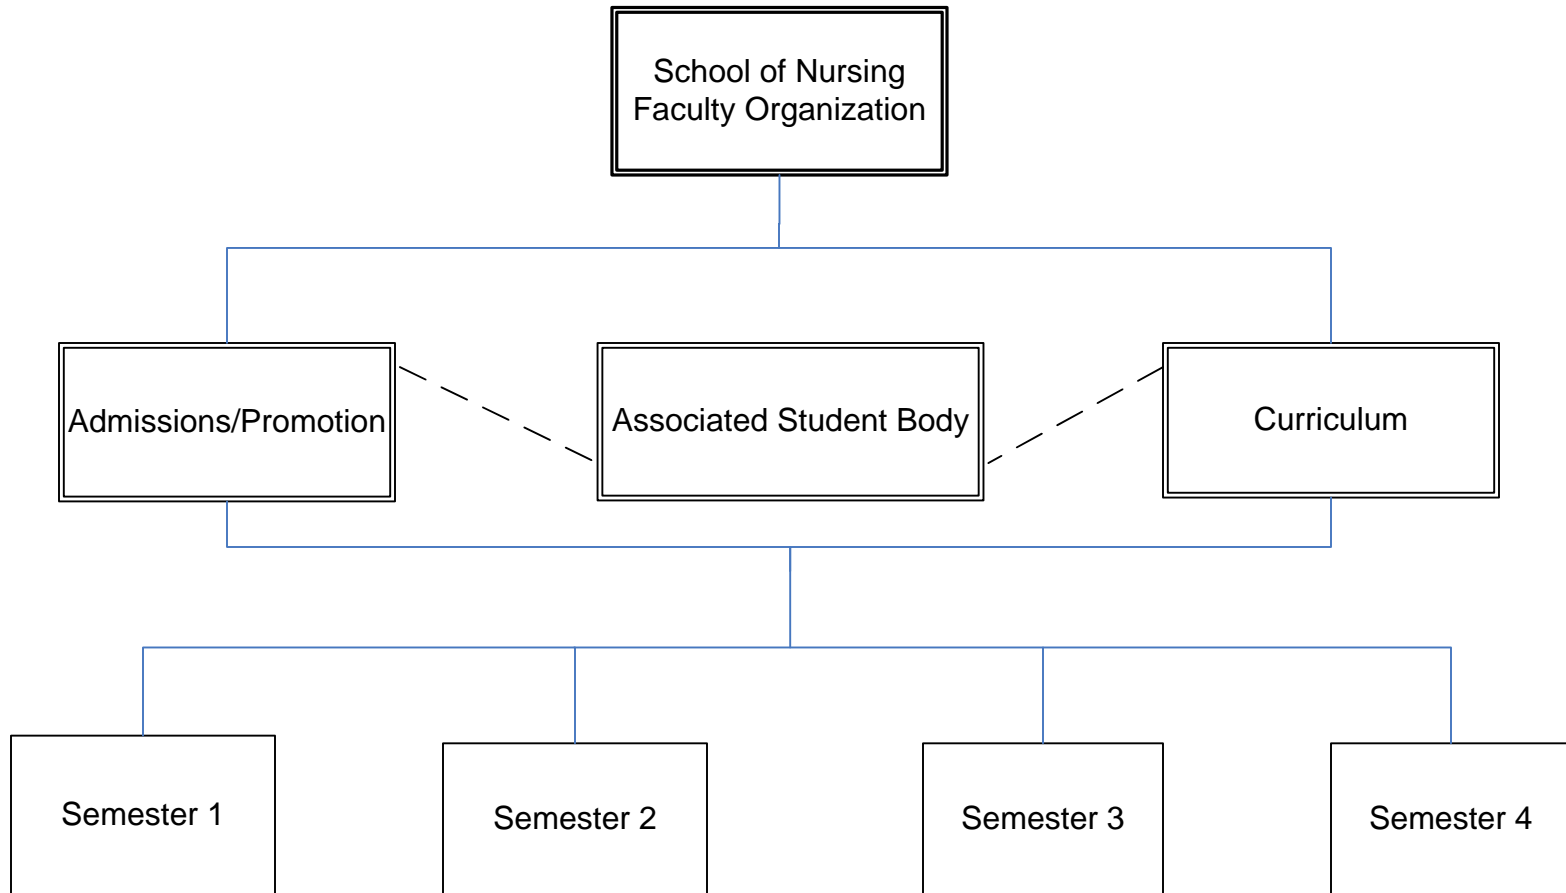 School of Nursing
Faculty Organization
Admissions/Promotion
Associated Student Body
Curriculum
Semester 1
Semester 2
Semester 3
Semester 4